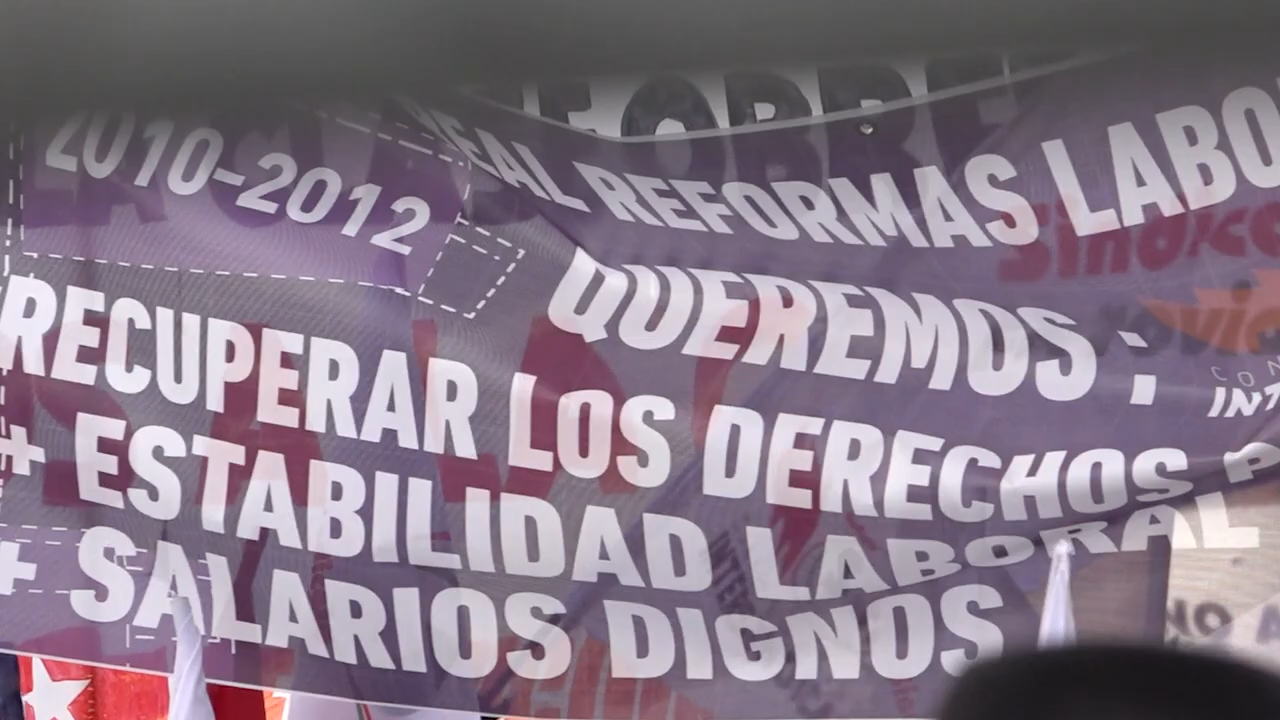 2010-2012
REFORMAS
QUEREMOS :
RECUPERAR LOS DERECHOS
+ ESTABILIDAD LABORAL
+ SALARIOS DIGNOS